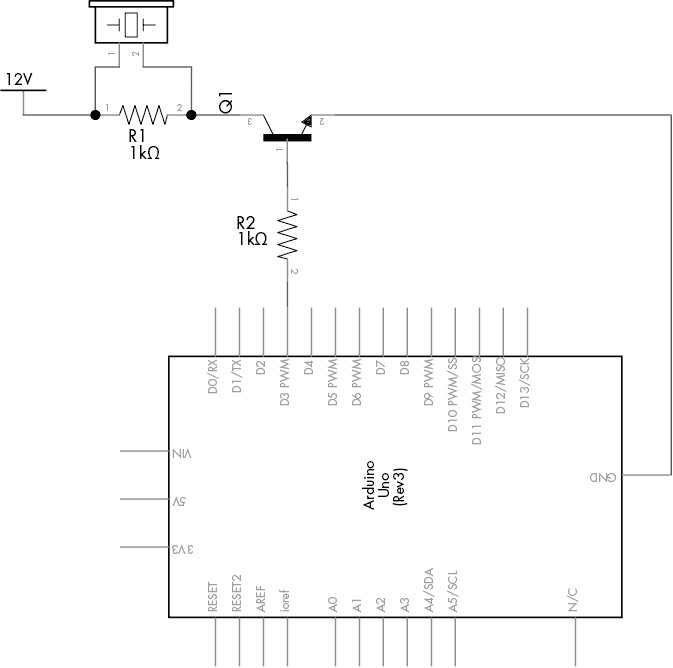 1
2
12V
1
2
R1
1kΩ
Q1
3
2
1
1
R2
1kΩ
2
D0/RX
D1/TX
D2
D3 PWM
D4
D5 PWM
D6 PWM
D7
D8
D9 PWM
D10 PWM/SS
D11 PWM/MOSI
D12/MISO
D13/SCK
VIN
5V
3V3
Arduino
Uno
(Rev3)
GND
RESET
RESET2
AREF
ioref
A0
A1
A2
A3
A4/SDA
A5/SCL
N/C